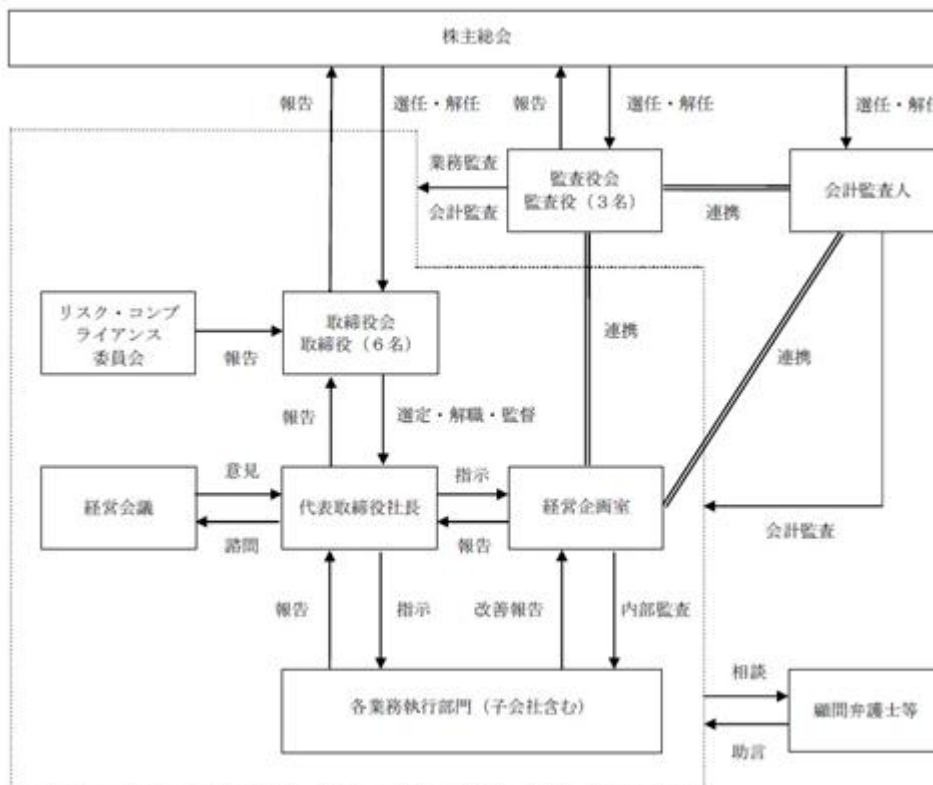 株主総会
報告
選任・解任
報告
選任・解任
選任・解任
業務監査
会計監査
監査役会
監査役(3名)
連携
会計監査人
リスク・コンプ
ライアンス
委員会
報告
取締役会
取締役(6名)
連携
連携
報告
選定・解職・監督
経営会議
意見
諮問
代表取締役社長
指示
報告
経営企画室
会計監査
報告
指示
改善報告
内部監査
各業務執行部門(子会社含む)
相談
助言
顧問弁護士等